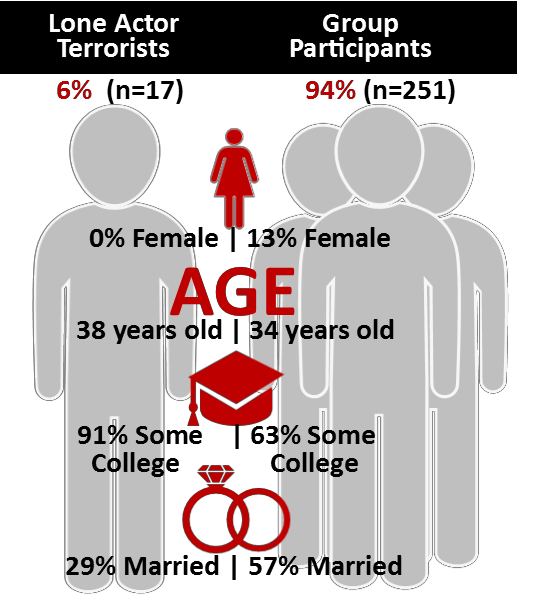 Lone Actor Terrorists
Group Participants
6% (n=17)
94% (n=251)
0% Female | 13% Female
AGE
38 years old | 34 years old
91% Some College | 63% Some College
29% Married | 57% Married